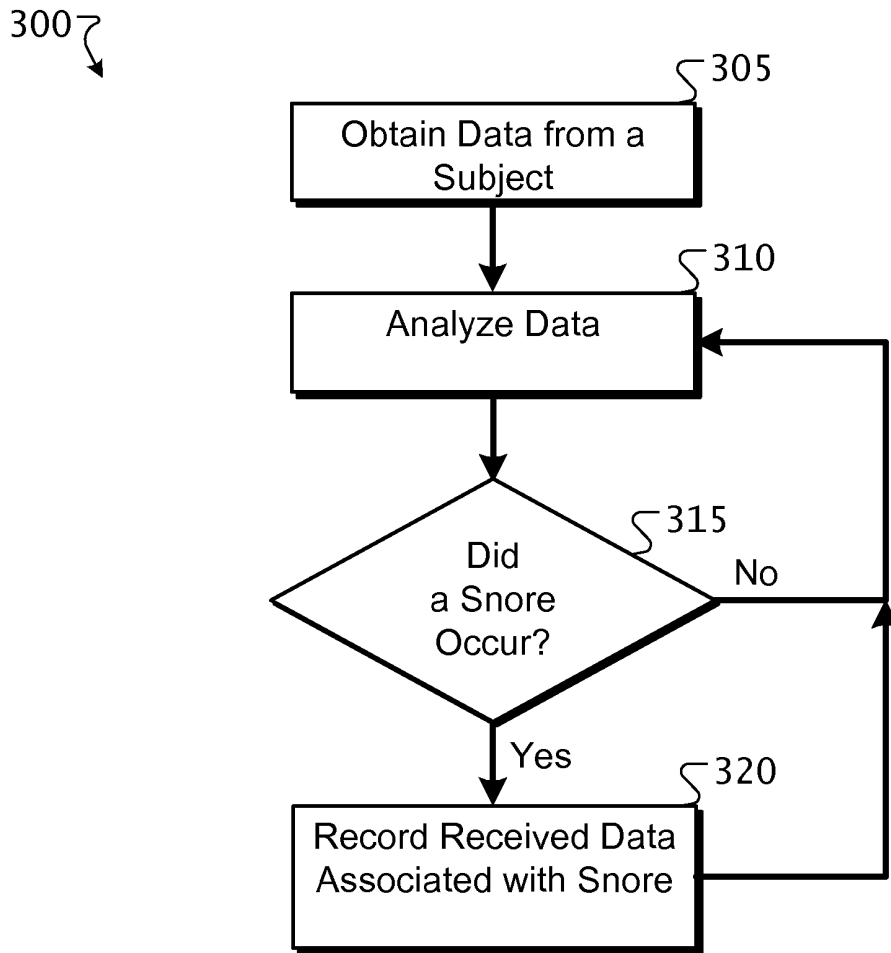 300
305
Obtain Data from a
Subject
310
Analyze Data
315
Did
a Snore
Occur?
No
Yes
320
Record Received Data
Associated with Snore